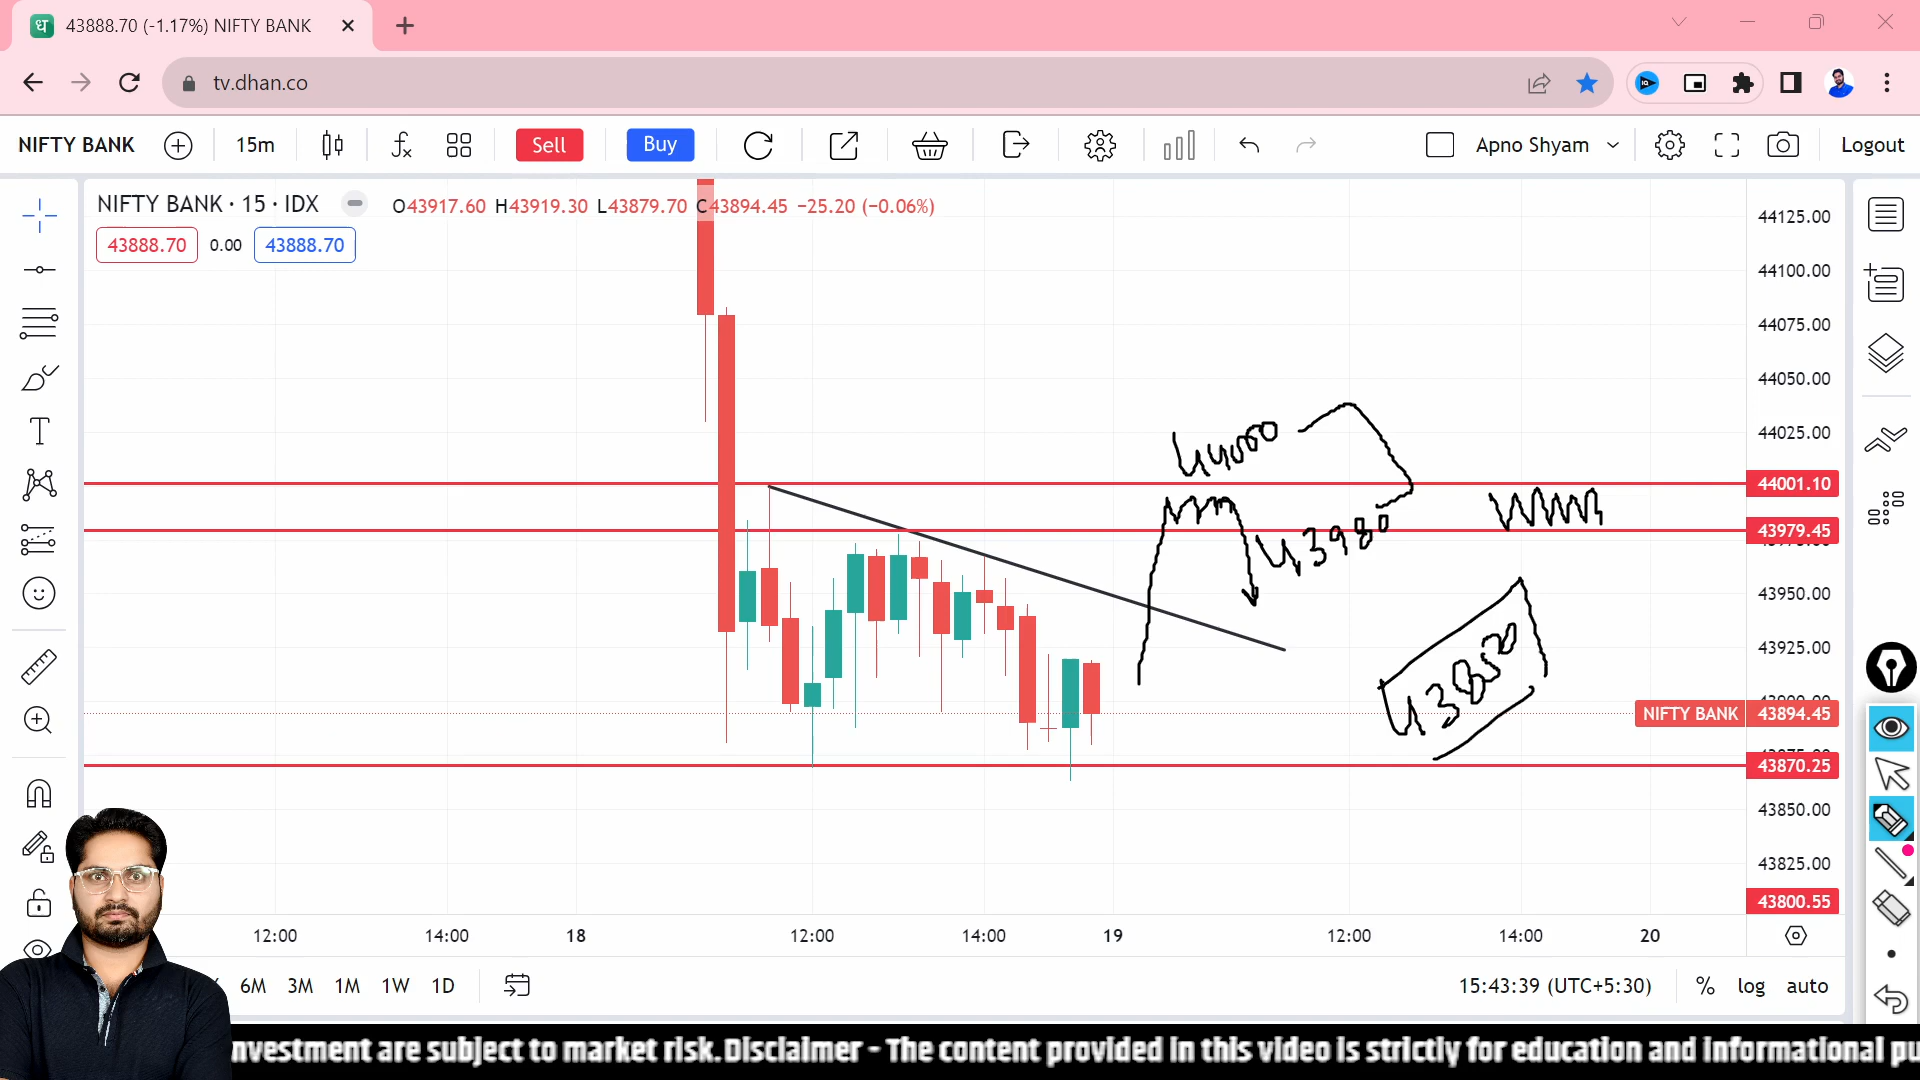 43888.70 (-1.17%) NIFTY BANK
tv.dhan.co
NIFTY BANK 15m Sell Buy Apno Shyam Logout
NIFTY BANK · 15 · IDX O43917.60 H43919.30 L43879.70 C43894.45 −25.20 (−0.06%)
43888.70 0.00 43888.70
44125.00
44100.00
44075.00
44050.00
44025.00
44000
44001.10
43979.45
43980
43950.00
43925.00
43850
NIFTY BANK 43894.45
43870.25
43850.00
43825.00
43800.55
12:00 14:00 18 12:00 14:00 19 12:00 14:00 20
6M 3M 1M 1W 1D 15:43:39 (UTC+5:30) % log auto
nvestment are subject to market risk. Disclaimer - The content provided in this video is strictly for education and informational pu